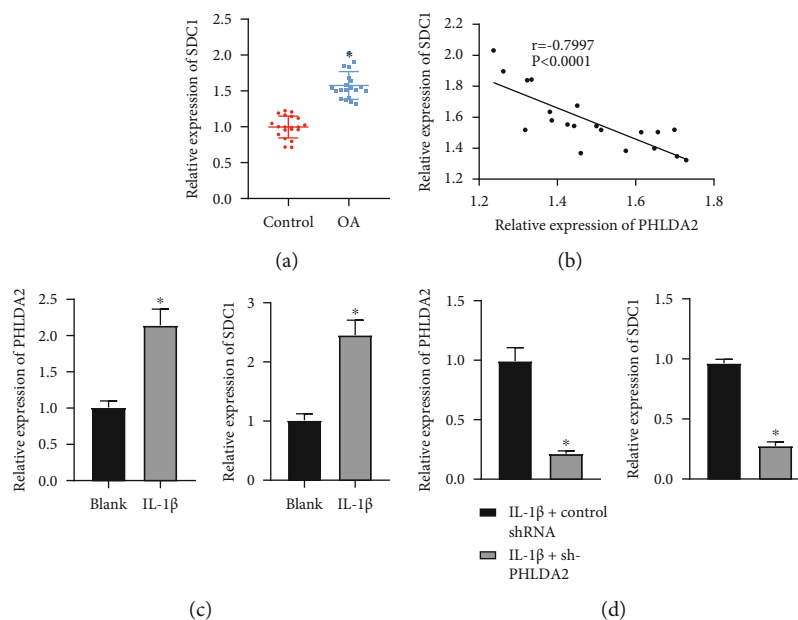 Relative expression of SDC1
2.5
2.0
1.5
1.0
0.5
0.0
*
Control
OA
(a)
Relative expression of SDC1
2.2
2.0
1.8
1.6
1.4
1.2
r=-0.7997
P<0.0001
1.2
1.4
1.6
1.8
Relative expression of PHLDA2
(b)
Relative expression of PHLDA2
2.5
2.0
1.5
1.0
0.5
0.0
*
Blank
IL-1β
Relative expression of SDC1
3
2
1
0
*
Blank
IL-1β
(c)
Relative expression of PHLDA2
1.5
1.0
0.5
0.0
*
Relative expression of SDC1
1.5
1.0
0.5
0.0
*
IL-1β + control
shRNA
IL-1β + sh-
PHLDA2
(d)